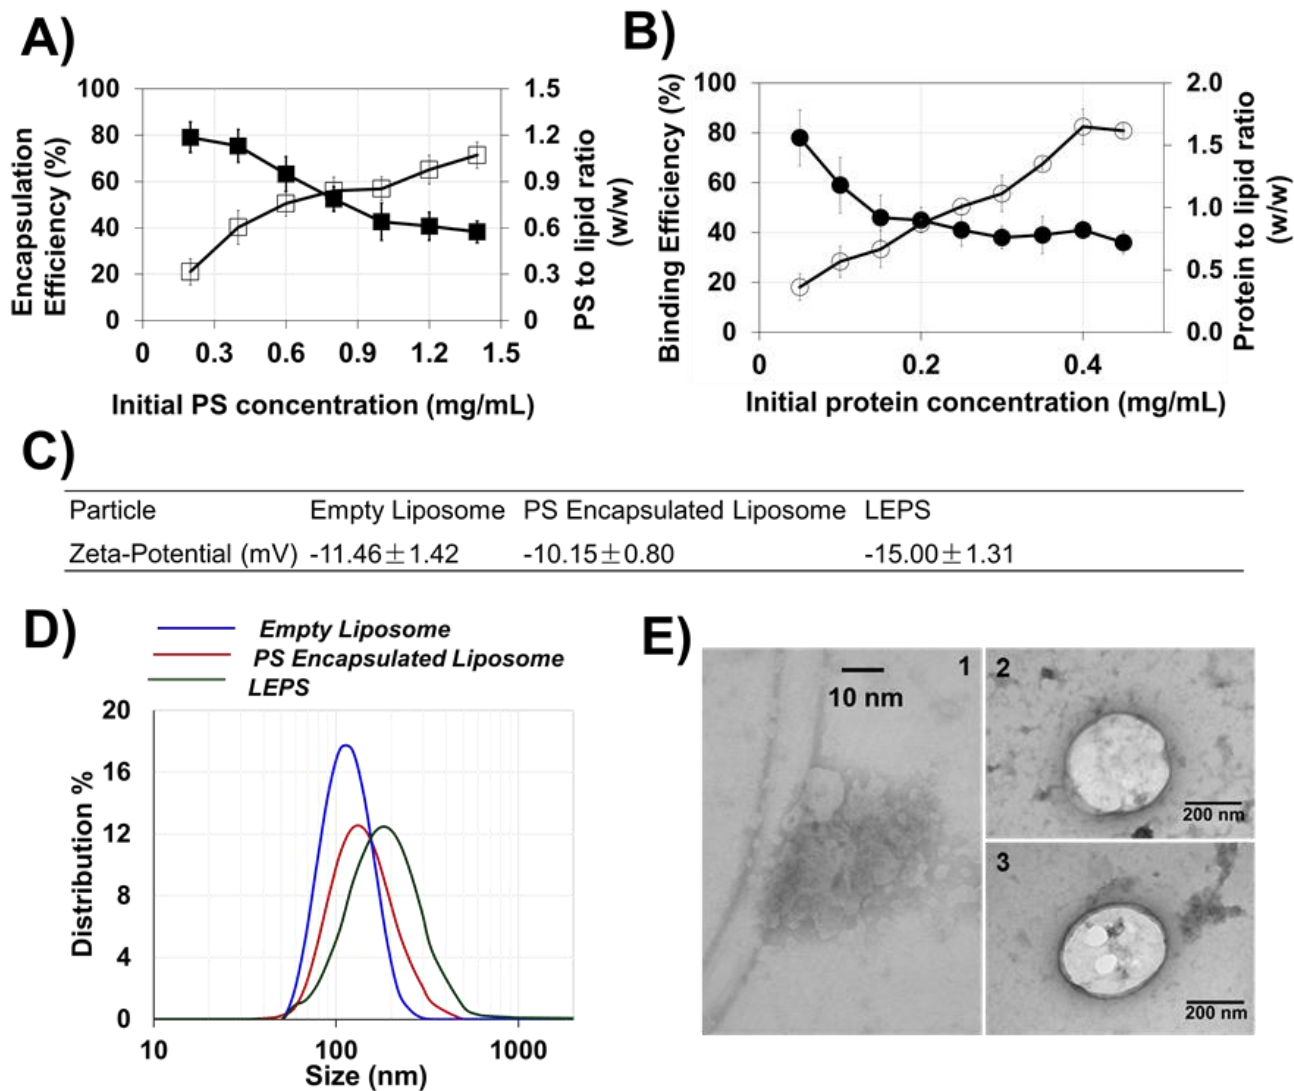 A)
B)
100
80
60
40
20
0
Encapsulation
Efficiency (%)
1.5
1.2
0.9
0.6
0.3
0
PS to lipid ratio
(w/w)
0 0.3 0.6 0.9 1.2 1.5
Initial PS concentration (mg/mL)
100
80
60
40
20
0
Binding Efficiency (%)
2.0
1.5
1.0
0.5
0.0
Protein to lipid ratio
(w/w)
0 0.2 0.4
Initial protein concentration (mg/mL)
C)
Particle Empty Liposome PS Encapsulated Liposome LEPS
Zeta-Potential (mV) -11.46±1.42 -10.15±0.80 -15.00±1.31
D)
Empty Liposome
PS Encapsulated Liposome
LEPS
20
16
12
8
4
0
Distribution %
10 100 1000
Size (nm)
E)
1
10 nm
2
200 nm
3
200 nm